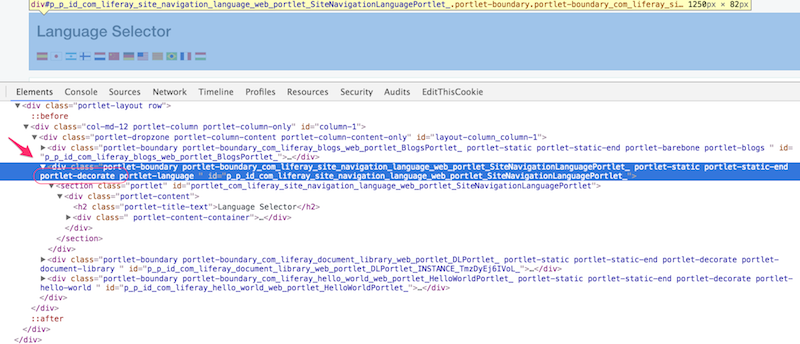 div#p_p_id_com_liferay_site_navigation_language_web_portlet_SiteNavigationLanguagePortlet_.portlet-boundary.portlet-boundary_com_liferay_si… 1250px × 82px
Language Selector
Elements Console Sources Network Timeline Profiles Resources Security Audits EditThisCookie
▼<div class="portlet-layout row">
::before
▼<div class="col-md-12 portlet-column portlet-column-only" id="column-1">
▼<div class="portlet-dropzone portlet-column-content portlet-column-content-only" id="layout-column_column-1">
▶<div class="portlet-boundary portlet-boundary_com_liferay_blogs_web_portlet_BlogsPortlet_ portlet-static portlet-static-end portlet-barebone portlet-blogs " id=
"p_p_id_com_liferay_blogs_web_portlet_BlogsPortlet_">…</div>
▼<div class="portlet-boundary portlet-boundary_com_liferay_site_navigation_language_web_portlet_SiteNavigationLanguagePortlet_ portlet-static portlet-static-end
portlet-decorate portlet-language " id="p_p_id_com_liferay_site_navigation_language_web_portlet_SiteNavigationLanguagePortlet_">
▼<section class="portlet" id="portlet_com_liferay_site_navigation_language_web_portlet_SiteNavigationLanguagePortlet">
▼<div class="portlet-content">
<h2 class="portlet-title-text">Language Selector</h2>
▶<div class=" portlet-content-container">…</div>
</div>
</section>
</div>
▶<div class="portlet-boundary portlet-boundary_com_liferay_document_library_web_portlet_DLPortlet_ portlet-static portlet-static-end portlet-decorate portlet-
document-library " id="p_p_id_com_liferay_document_library_web_portlet_DLPortlet_INSTANCE_TmzDyEj6IVoL_">…</div>
▶<div class="portlet-boundary portlet-boundary_com_liferay_hello_world_web_portlet_HelloWorldPortlet_ portlet-static portlet-static-end portlet-decorate portlet-
hello-world " id="p_p_id_com_liferay_hello_world_web_portlet_HelloWorldPortlet_">…</div>
</div>
</div>
::after
</div>
</div>